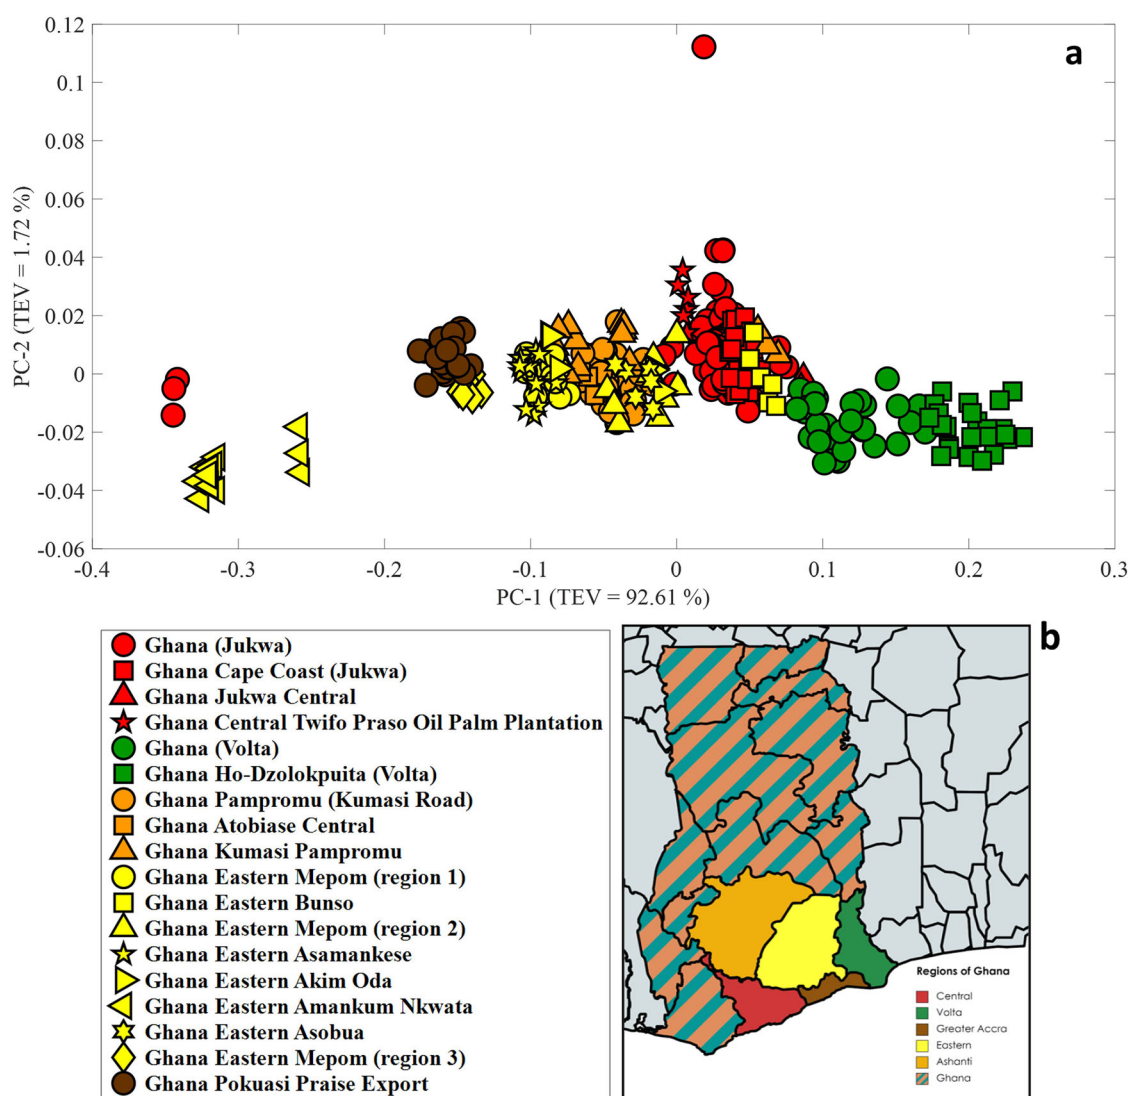 0.12
a
0.1
0.08
0.06
0.04
0.02
0
-0.02
-0.04
-0.06
PC-2 (TEV = 1.72 %)
-0.4 -0.3 -0.2 -0.1 0 0.1 0.2 0.3
PC-1 (TEV = 92.61 %)
Ghana (Jukwa)
Ghana Cape Coast (Jukwa)
Ghana Jukwa Central
Ghana Central Twifo Praso Oil Palm Plantation
Ghana (Volta)
Ghana Ho-Dzolokpuita (Volta)
Ghana Pampromu (Kumasi Road)
Ghana Atobiase Central
Ghana Kumasi Pampromu
Ghana Eastern Mepom (region 1)
Ghana Eastern Bunso
Ghana Eastern Mepom (region 2)
Ghana Eastern Asamankese
Ghana Eastern Akim Oda
Ghana Eastern Amankum Nkwata
Ghana Eastern Asobua
Ghana Eastern Mepom (region 3)
Ghana Pokuasi Praise Export
b
Regions of Ghana
Central
Volta
Greater Accra
Eastern
Ashanti
Ghana